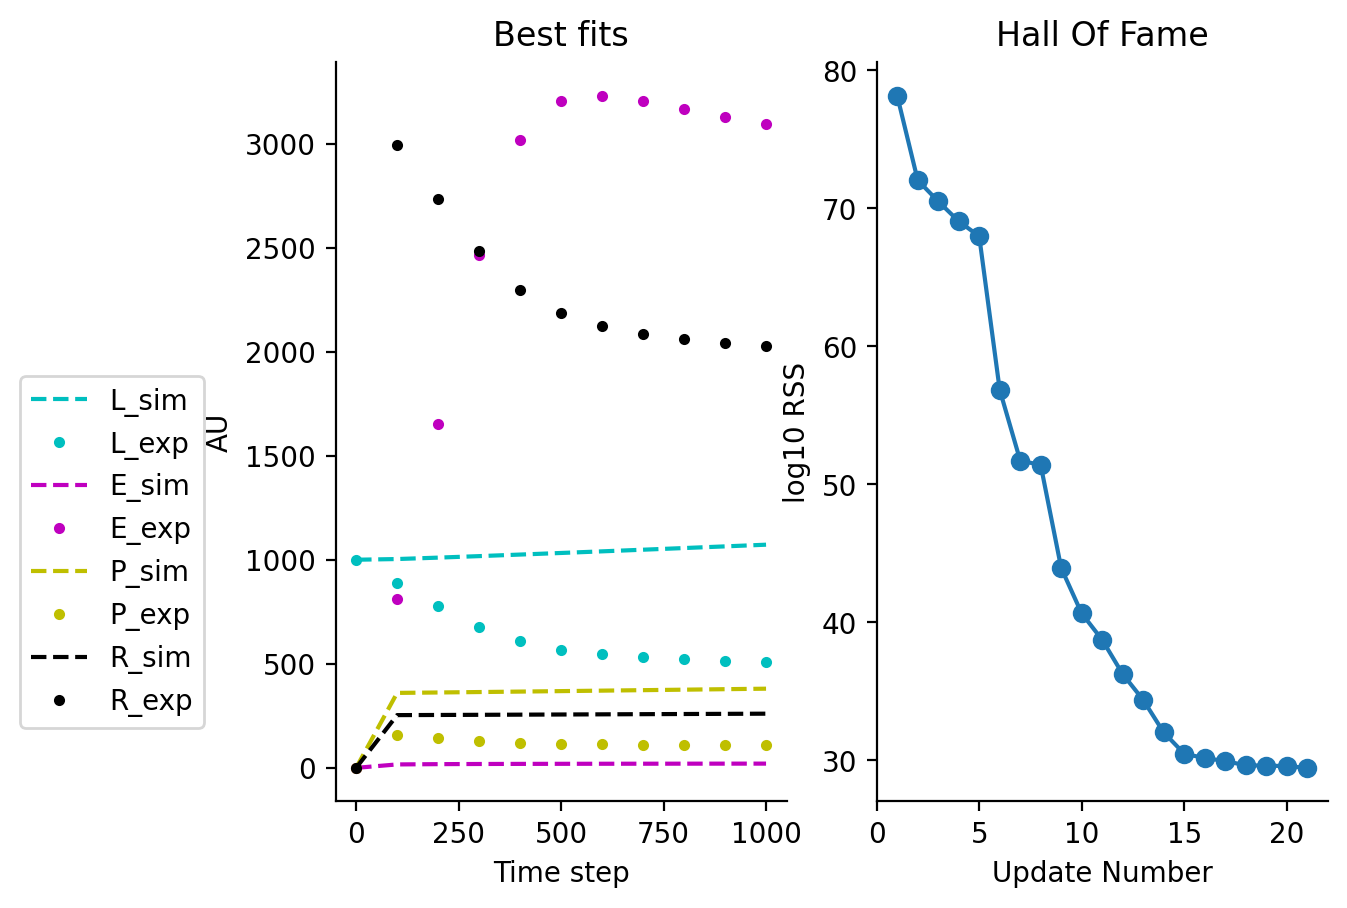 Best fits
3000
2500
2000
1500
1000
500
0
AU
0 250 500 750 1000
Time step
L_sim
L_exp
E_sim
E_exp
P_sim
P_exp
R_sim
R_exp
Hall Of Fame
80
70
60
50
40
30
log10 RSS
0 5 10 15 20
Update Number